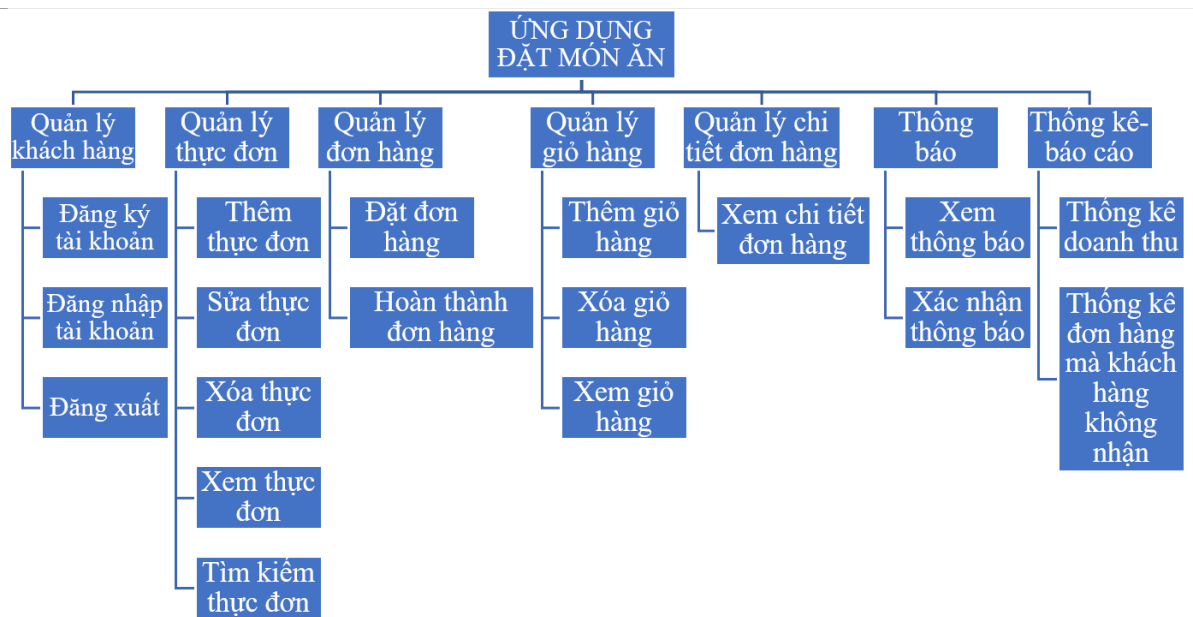 ỨNG DỤNG
ĐẶT MÓN ĂN
Quản lý
khách hàng
Đăng ký
tài khoản
Đăng nhập
tài khoản
Đăng xuất
Quản lý
thực đơn
Thêm
thực đơn
Sửa thực
đơn
Xóa thực
đơn
Xem thực
đơn
Tìm kiếm
thực đơn
Quản lý
đơn hàng
Đặt đơn
hàng
Hoàn thành
đơn hàng
Quản lý
giỏ hàng
Thêm giỏ
hàng
Xóa giỏ
hàng
Xem giỏ
hàng
Quản lý chi
tiết đơn hàng
Xem chi tiết
đơn hàng
Thông
báo
Xem
thông báo
Xác nhận
thông báo
Thống kê-
báo cáo
Thống kê
doanh thu
Thống kê
đơn hàng
mà khách
hàng
không
nhận